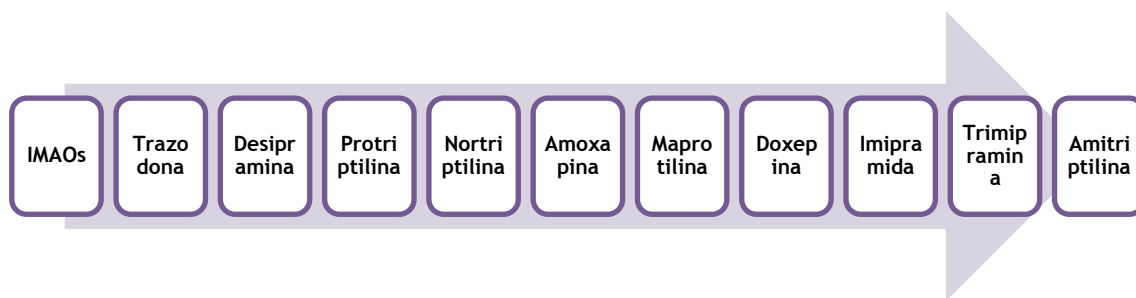 IMAOs
Trazo
dona
Desipr
amina
Protri
ptilina
Nortri
ptilina
Amoxa
pina
Mapro
tilina
Doxep
ina
Imipra
mida
Trimip
ramin
a
Amitri
ptilina